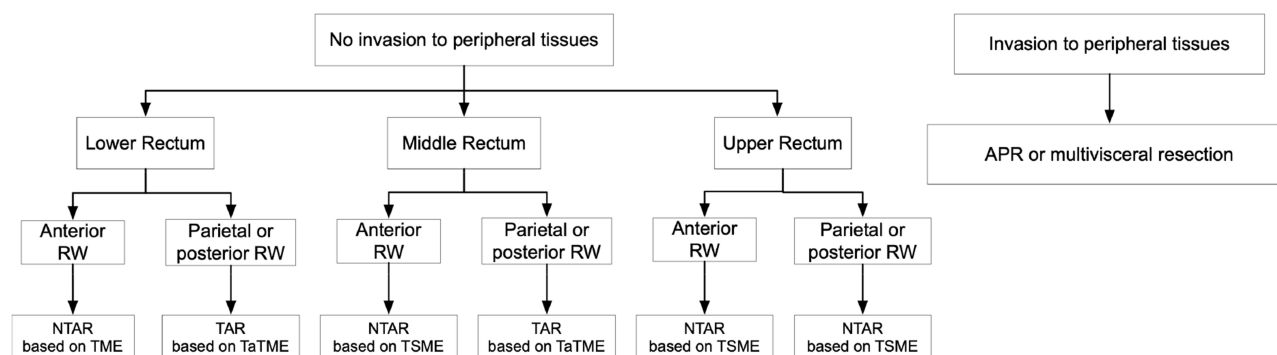 No invasion to peripheral tissues
Invasion to peripheral tissues
Lower Rectum
Middle Rectum
Upper Rectum
APR or multivisceral resection
Anterior
RW
Parietal or
posterior RW
Anterior
RW
Parietal or
posterior RW
Anterior
RW
Parietal or
posterior RW
NTAR
based on TME
TAR
based on TaTME
NTAR
based on TSME
TAR
based on TaTME
NTAR
based on TSME
NTAR
based on TSME